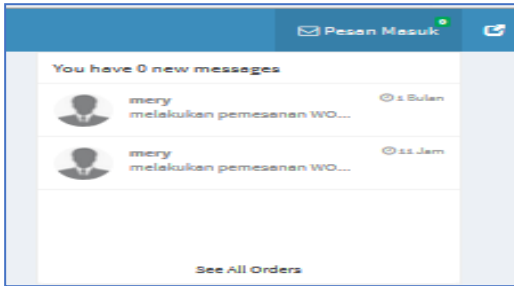 Pesan Masuk 0
You have 0 new messages
mery 1 Bulan
melakukan pemesanan WO...
mery 11 Jam
melakukan pemesanan WO...
See All Orders